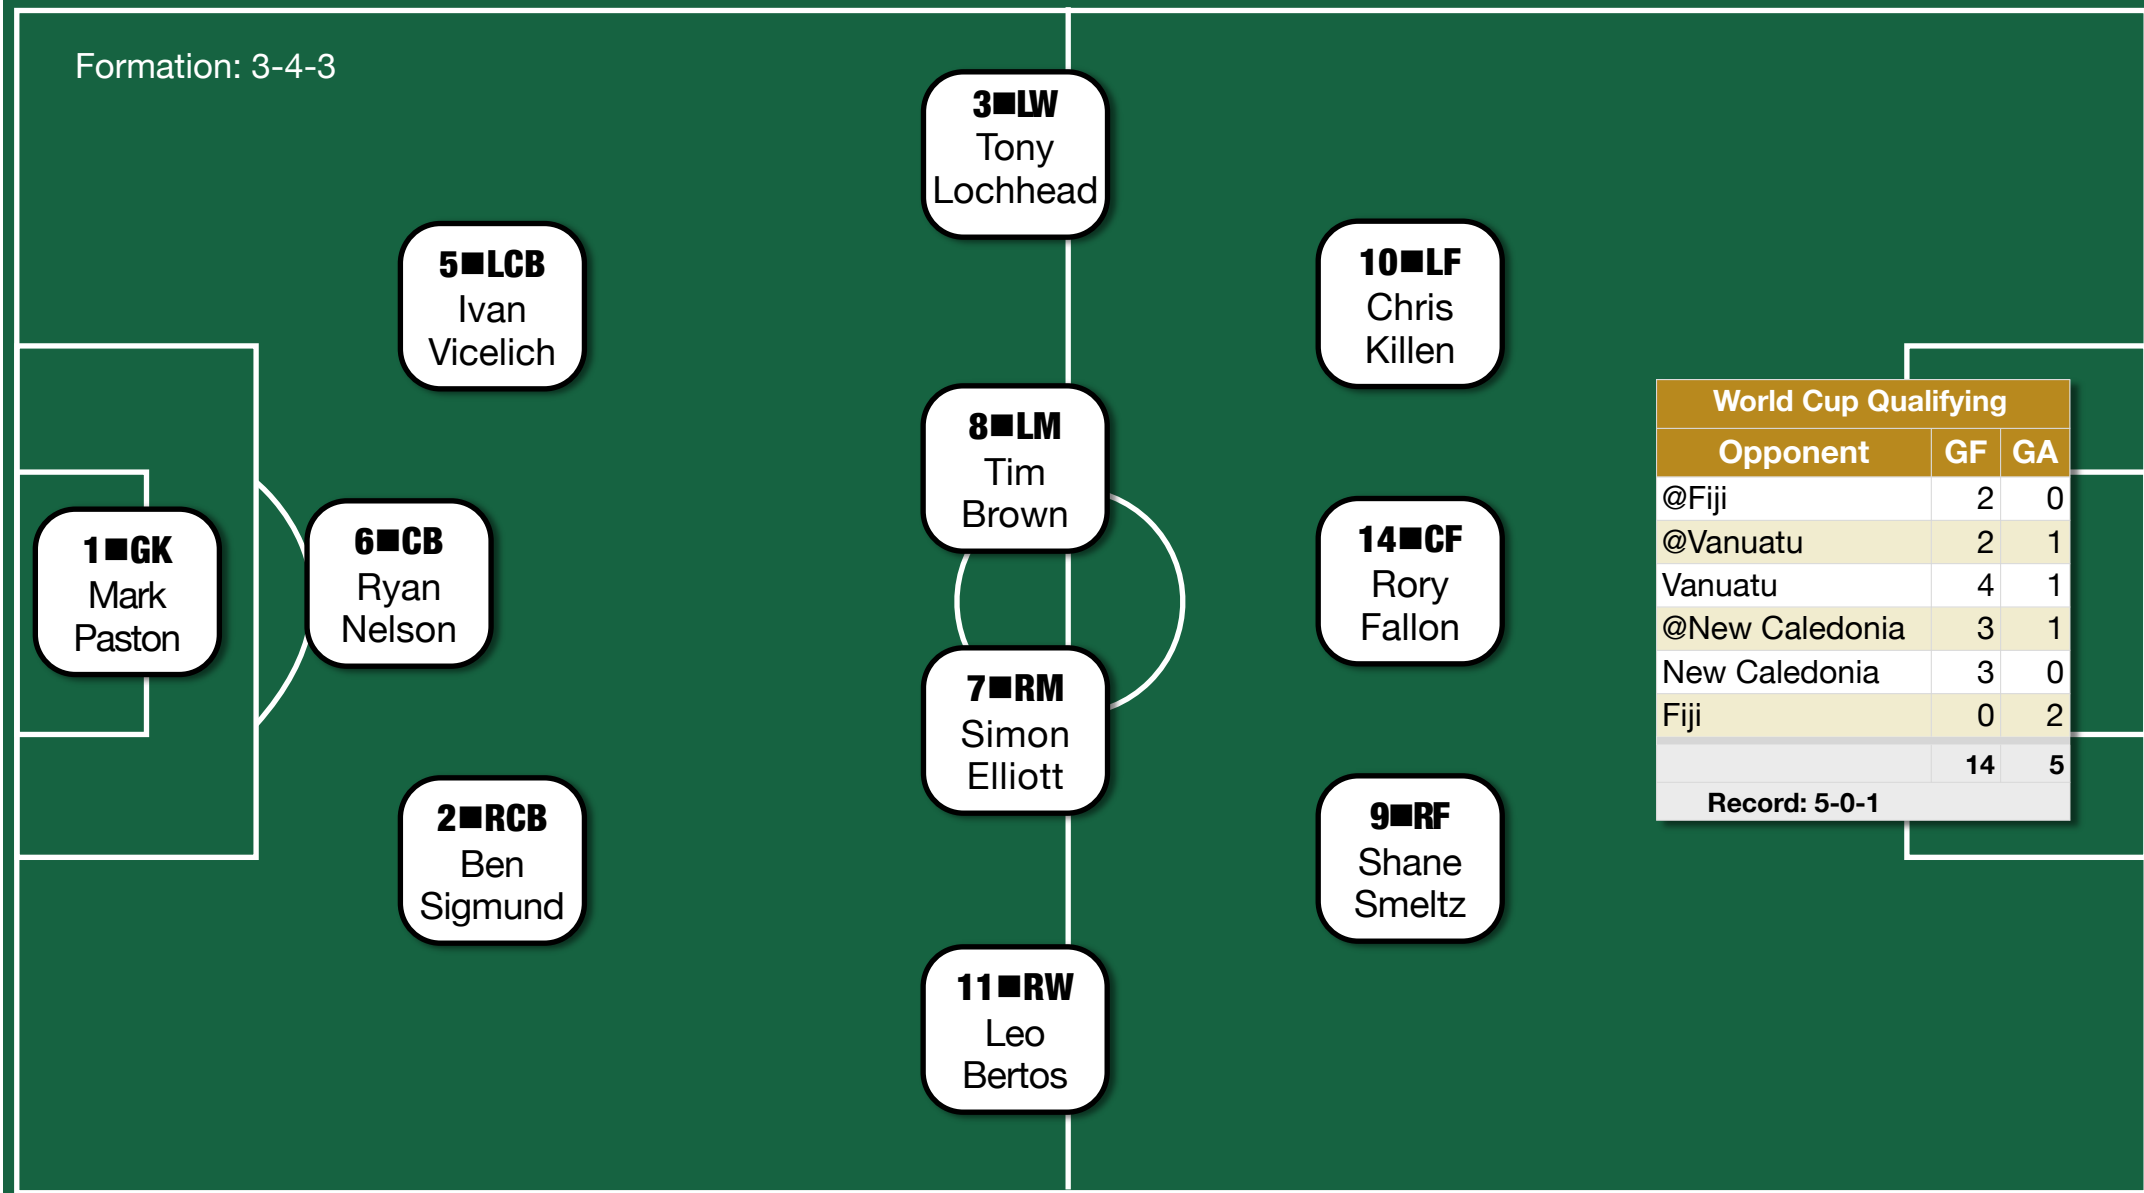 Formation: 3-4-3
3■LW
Tony
Lochhead
5■LCB
Ivan
Vicelich
10■LF
Chris
Killen
8■LM
Tim
Brown
1■GK
Mark
Paston
6■CB
Ryan
Nelson
14■CF
Rory
Fallon
7■RM
Simon
Elliott
2■RCB
Ben
Sigmund
9■RF
Shane
Smeltz
11■RW
Leo
Bertos
World Cup Qualifying
Opponent GF GA
@Fiji 2 0
@Vanuatu 2 1
Vanuatu 4 1
@New Caledonia 3 1
New Caledonia 3 0
Fiji 0 2
14 5
Record: 5-0-1